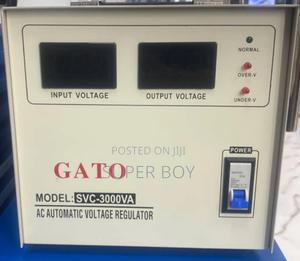 NORMAL
OVER-V
UNDER-V
INPUT VOLTAGE
OUTPUT VOLTAGE
POSTED ON JIJI
POWER
GATO
SUPER BOY
MODEL: SVC-3000VA
AC AUTOMATIC VOLTAGE REGULATOR